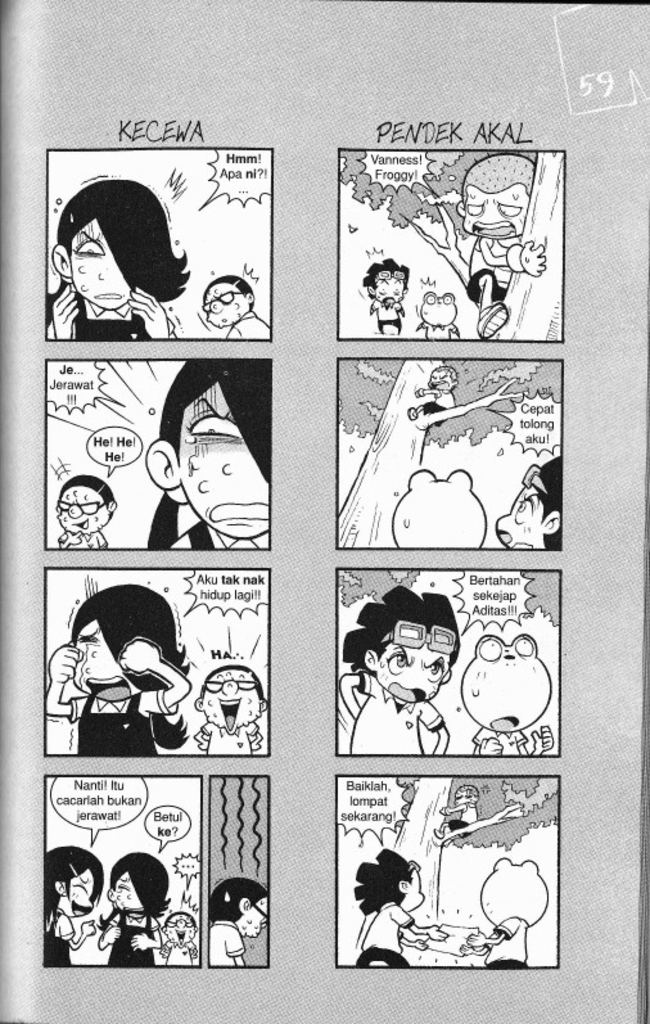 59
KECEWA
Hmm!
Apa ni?!
...
Je...
Jerawat
!!!
He! He!
He!
Aku tak nak
hidup lagi!!
HA...
Nanti! Itu
cacarlah bukan
jerawat!
Betul
ke?
...
PENDEK AKAL
Vanness!
Froggy!
Cepat
tolong
aku!
Bertahan
sekejap
Aditas!!!
Baiklah,
lompat
sekarang!